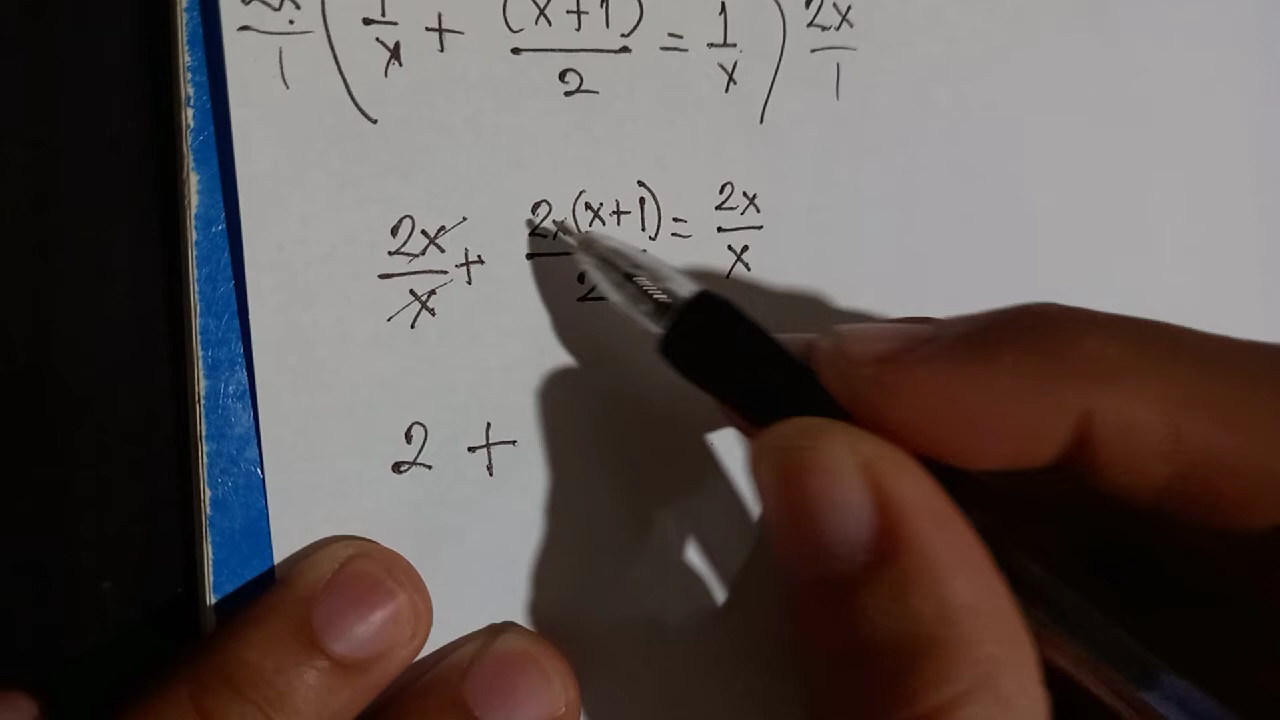 2x/1 ( 1/x + (x+1)/2 = 1/x ) 2x/1
2x/x + 2x(x+1)/2 = 2x/x
2 +